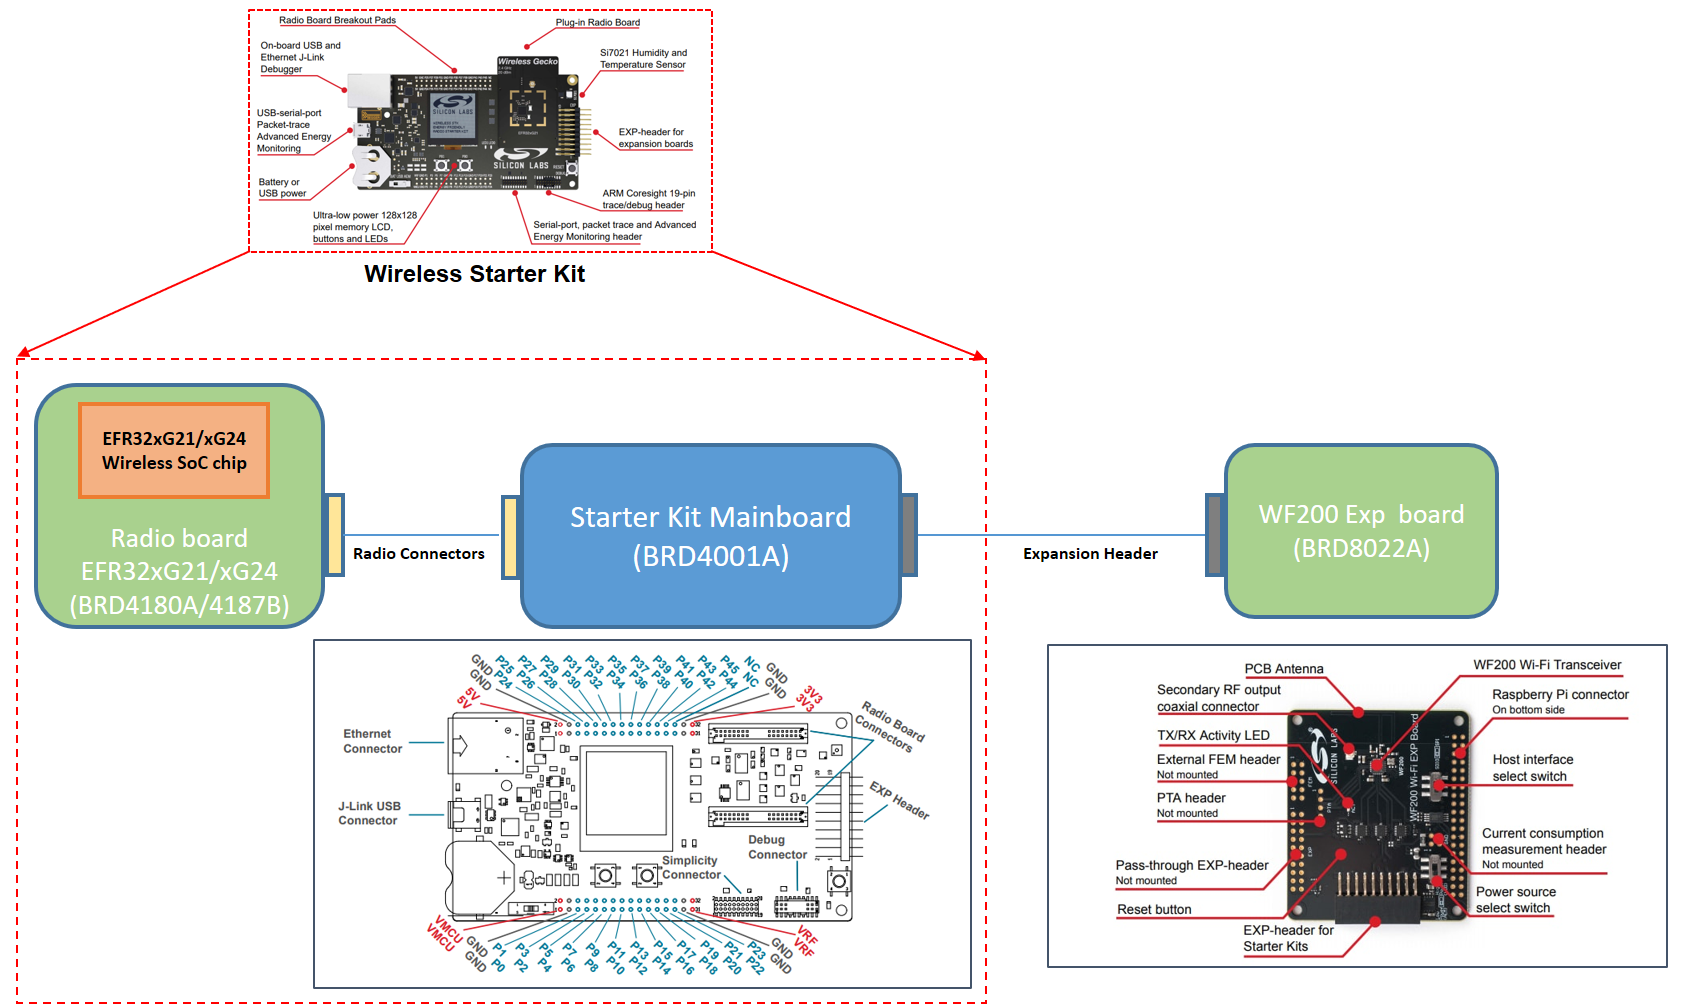 Radio Board Breakout Pads
Plug-in Radio Board
On-board USB and
Ethernet J-Link
Debugger
Si7021 Humidity and
Temperature Sensor
Wireless Gecko
USB-serial-port
Packet-trace
Advanced Energy
Monitoring
SILICON LABS
EXP-header for
expansion boards
SILICON LABS
Battery or
USB power
ARM Coresight 19-pin
trace/debug header
Ultra-low power 128x128
pixel memory LCD,
buttons and LEDs
Serial-port, packet trace and Advanced
Energy Monitoring header
Wireless Starter Kit
EFR32xG21/xG24
Wireless SoC chip
Radio board
EFR32xG21/xG24
(BRD4180A/4187B)
Radio Connectors
Starter Kit Mainboard
(BRD4001A)
Expansion Header
WF200 Exp board
(BRD8022A)
GND P25 P27 P29 P31 P33 P35 P37 P39 P41 P43 P45 NC GND 3V3
GND P24 P26 P28 P30 P32 P34 P36 P38 P40 P42 P44 NC GND 3V3
5V
5V
Ethernet
Connector
Radio Board
Connectors
J-Link USB
Connector
EXP Header
Debug
Connector
Simplicity
Connector
VMCU GND P1 P3 P5 P7 P9 P11 P13 P15 P17 P19 P21 P23 GND VRF
VMCU GND P0 P2 P4 P6 P8 P10 P12 P14 P16 P18 P20 P22 GND VRF
PCB Antenna
WF200 Wi-Fi Transceiver
Secondary RF output
coaxial connector
Raspberry Pi connector
On bottom side
TX/RX Activity LED
External FEM header
Not mounted
Host interface
select switch
PTA header
Not mounted
SILICON LABS
WF200 Wi-Fi EXP Board
WF200
FEM
PTA
EXP
Current consumption
measurement header
Not mounted
Pass-through EXP-header
Not mounted
Power source
select switch
Reset button
EXP-header for
Starter Kits